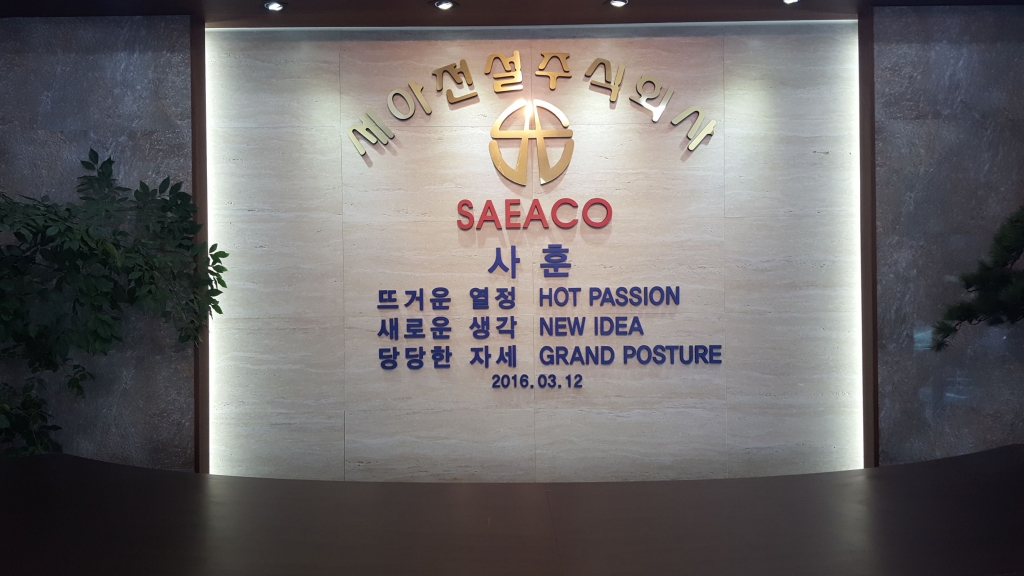 세아전설주식회사
SAEACO
사 훈
뜨거운 열정 HOT PASSION
새로운 생각 NEW IDEA
당당한 자세 GRAND POSTURE
2016.03.12